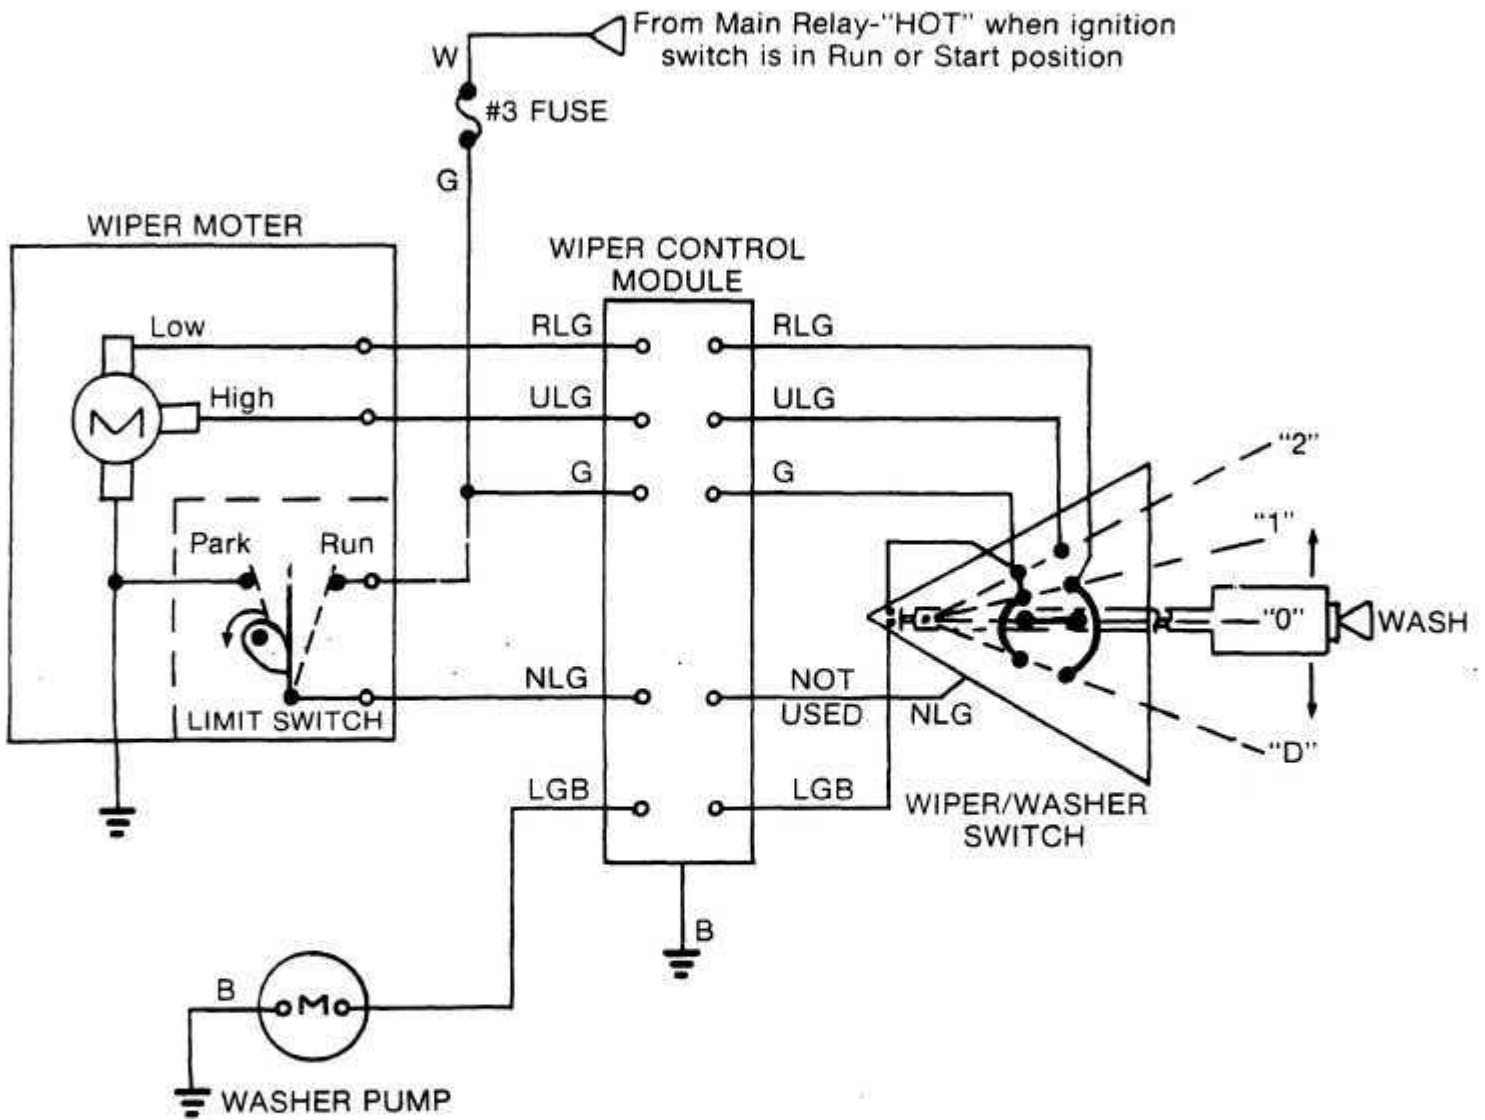 From Main Relay-"HOT" when ignition
switch is in Run or Start position
W
#3 FUSE
G
WIPER MOTER
WIPER CONTROL
MODULE
Low
RLG
RLG
High
ULG
ULG
G
G
"2"
"1"
Park
Run
"0"
WASH
M
NLG
NOT
USED
NLG
LIMIT SWITCH
"D"
LGB
LGB
WIPER/WASHER
SWITCH
B
B
M
WASHER PUMP